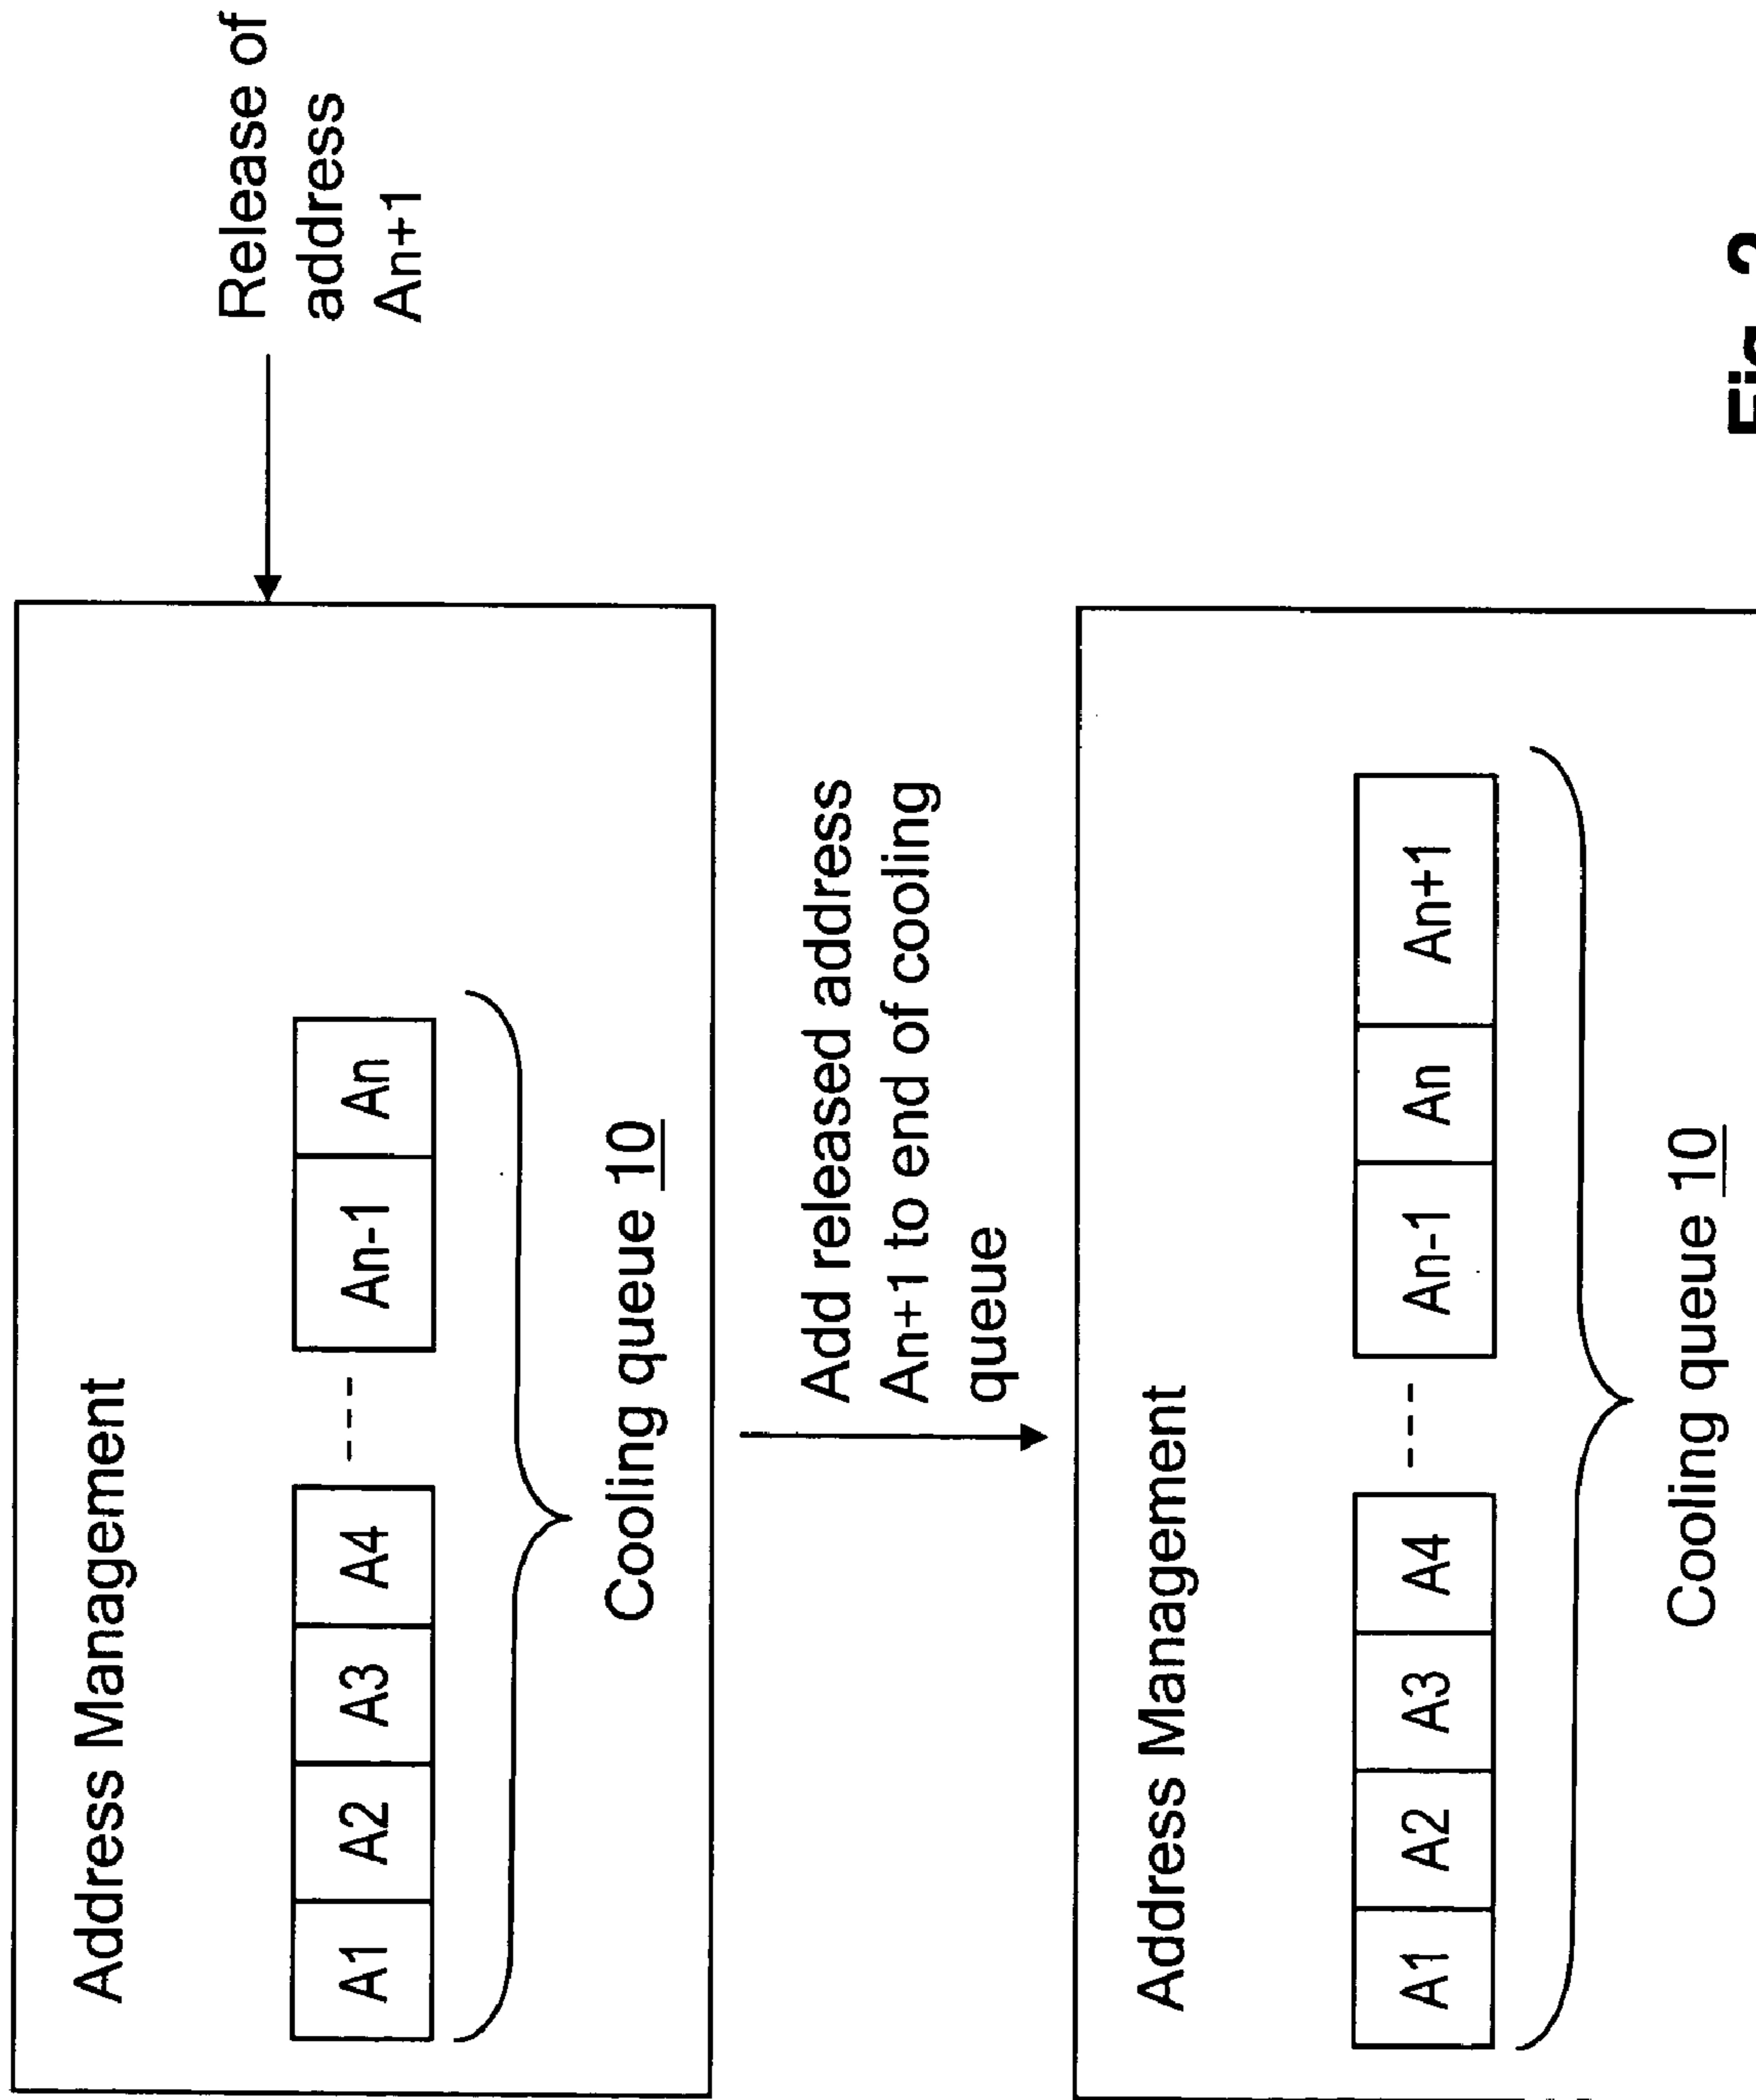 Address Management
Release of
address
An+1
A1 A2 A3 A4 ---- An-1 An
Cooling queue 10
Add released address
An+1 to end of cooling
queue
Address Management
A1 A2 A3 A4 ---- An-1 An An+1
Cooling queue 10
Fig